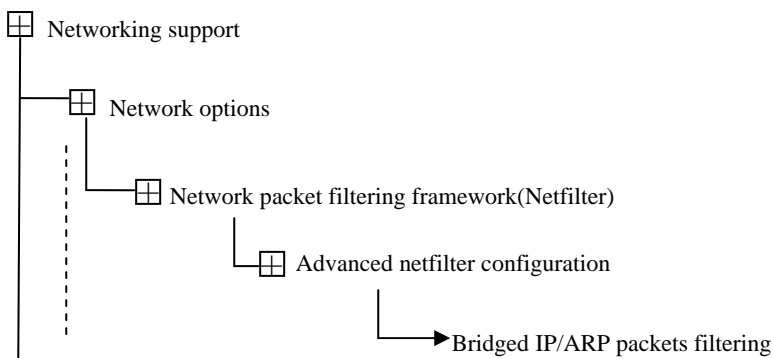 Networking support
Network options
Network packet filtering framework(Netfilter)
Advanced netfilter configuration
Bridged IP/ARP packets filtering